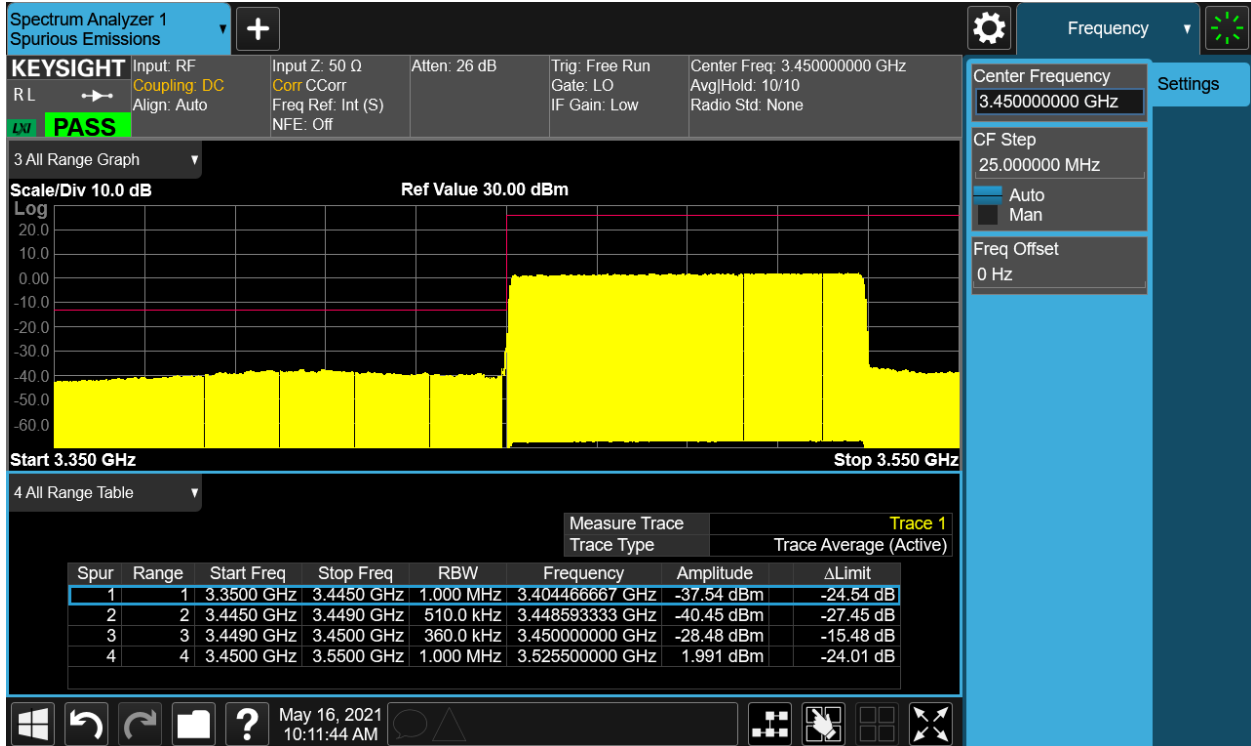 Spectrum Analyzer 1
Spurious Emissions
+
Frequency
KEYSIGHT
R L
LXI
PASS
Input: RF
Coupling: DC
Align: Auto
Input Z: 50 Ω
Corr CCorr
Freq Ref: Int (S)
NFE: Off
Atten: 26 dB
Trig: Free Run
Gate: LO
IF Gain: Low
Center Freq: 3.450000000 GHz
Avg|Hold: 10/10
Radio Std: None
Center Frequency
3.450000000 GHz
Settings
CF Step
25.000000 MHz
Auto
Man
Freq Offset
0 Hz
3 All Range Graph
Scale/Div 10.0 dB
Ref Value 30.00 dBm
Log
20.0
10.0
0.00
-10.0
-20.0
-30.0
-40.0
-50.0
-60.0
Start 3.350 GHz
Stop 3.550 GHz
4 All Range Table
Measure Trace Trace 1
Trace Type Trace Average (Active)
Spur Range Start Freq Stop Freq RBW Frequency Amplitude ΔLimit
1 1 3.3500 GHz 3.4450 GHz 1.000 MHz 3.404466667 GHz -37.54 dBm -24.54 dB
2 2 3.4450 GHz 3.4490 GHz 510.0 kHz 3.448593333 GHz -40.45 dBm -27.45 dB
3 3 3.4490 GHz 3.4500 GHz 360.0 kHz 3.450000000 GHz -28.48 dBm -15.48 dB
4 4 3.4500 GHz 3.5500 GHz 1.000 MHz 3.525500000 GHz 1.991 dBm -24.01 dB
?
May 16, 2021
10:11:44 AM